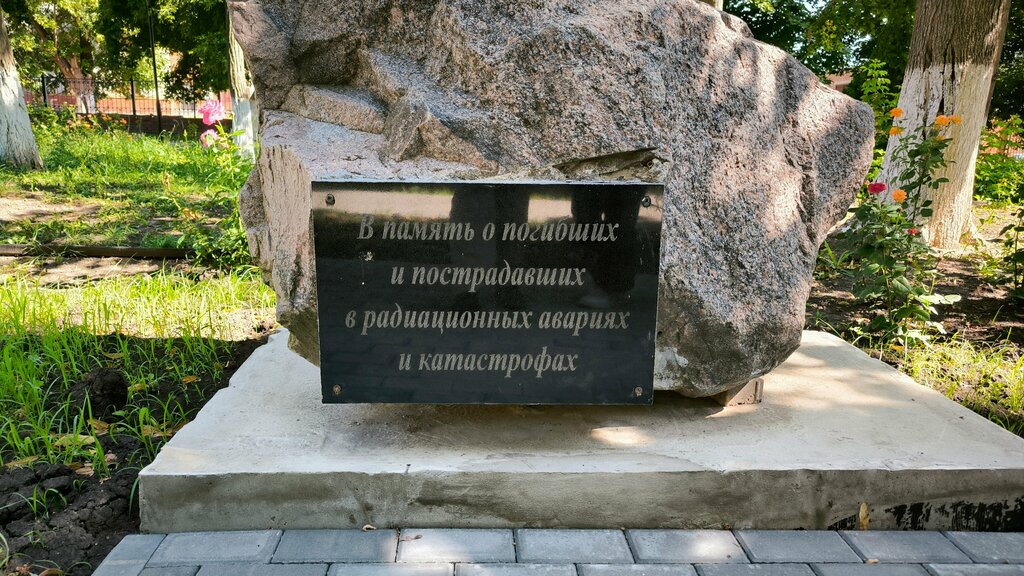 В память о погибших
и пострадавших
в радиационных авариях
и катастрофах